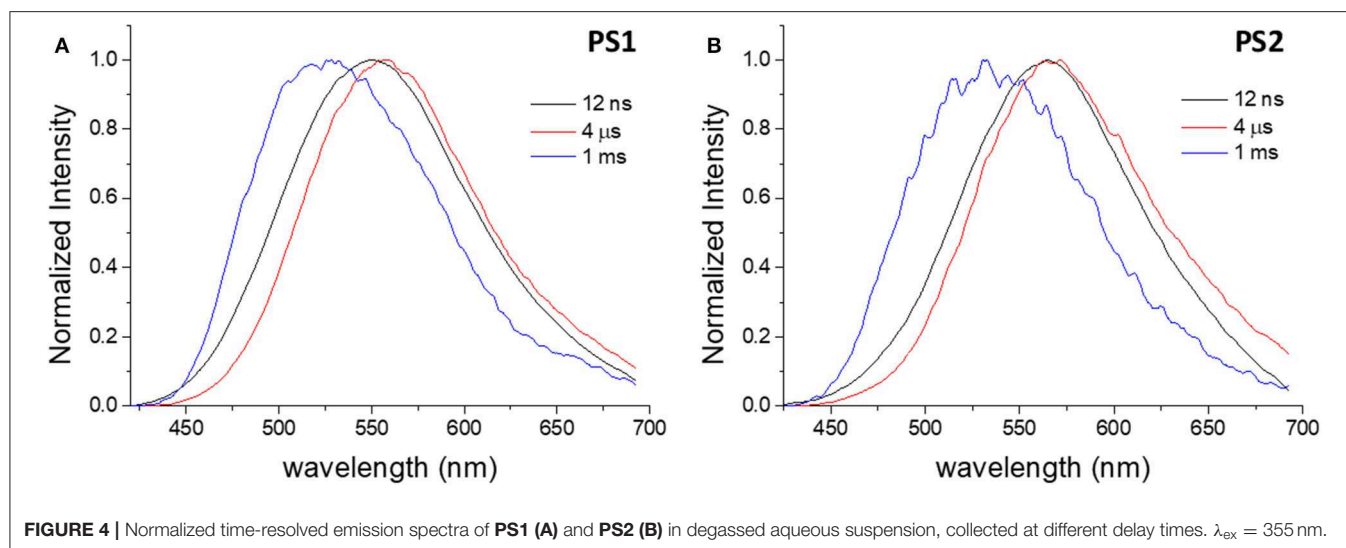 A
PS1
Normalized Intensity
1.0
0.8
0.6
0.4
0.2
0.0
12 ns
4 μs
1 ms
450 500 550 600 650 700
wavelength (nm)
B
PS2
Normalized Intensity
1.0
0.8
0.6
0.4
0.2
0.0
12 ns
4 μs
1 ms
450 500 550 600 650 700
wavelength (nm)
FIGURE 4 | Normalized time-resolved emission spectra of PS1 (A) and PS2 (B) in degassed aqueous suspension, collected at different delay times. λex = 355 nm.